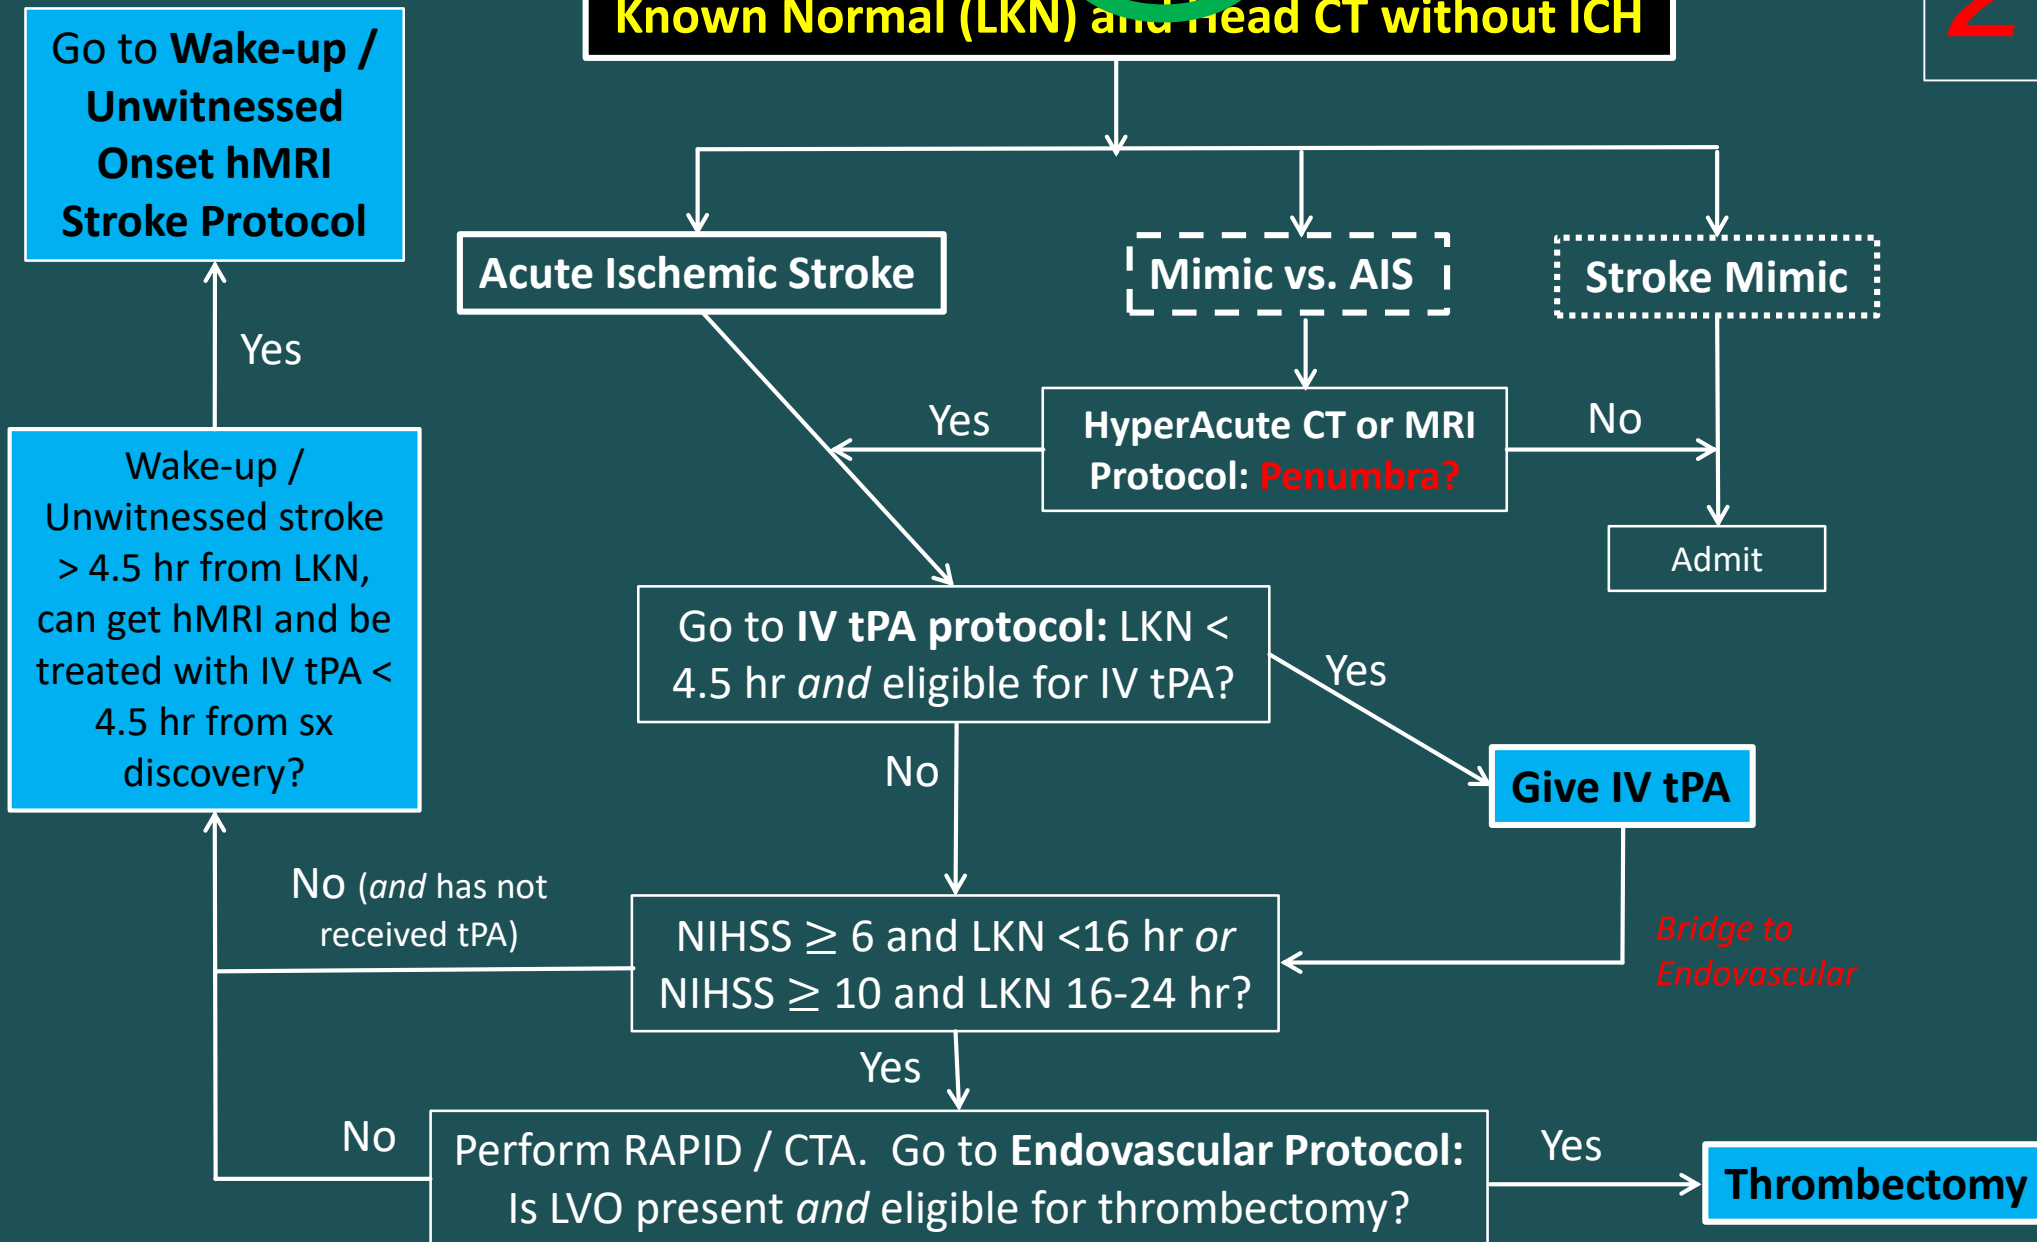 Known Normal (LKN) and Head CT without ICH
2
Go to Wake-up /
Unwitnessed
Onset hMRI
Stroke Protocol
Acute Ischemic Stroke
Mimic vs. AIS
Stroke Mimic
Yes
Yes
HyperAcute CT or MRI
Protocol: Penumbra?
No
Wake-up /
Unwitnessed stroke
> 4.5 hr from LKN,
can get hMRI and be
treated with IV tPA <
4.5 hr from sx
discovery?
Admit
Go to IV tPA protocol: LKN <
4.5 hr and eligible for IV tPA?
Yes
No
Give IV tPA
No (and has not
received tPA)
NIHSS ≥ 6 and LKN <16 hr or
NIHSS ≥ 10 and LKN 16-24 hr?
Bridge to
Endovascular
Yes
No
Perform RAPID / CTA. Go to Endovascular Protocol:
Is LVO present and eligible for thrombectomy?
Yes
Thrombectomy